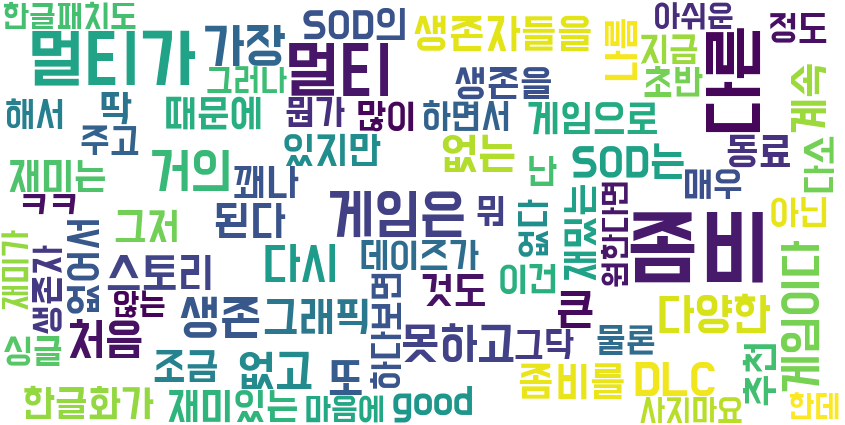 한글패치도
멀티가
가장
SOD의
생존자들을
아쉬운
정도
그러나
멀티
생존을
나름
지금
초반
다른
계속
해서
딱
주고
때문에
뭔가
많이
하면서
게임으로
동료
다소
재미는
거의
꽤나
있지만
없는
난
SOD는
매우
ㅋㅋ
그저
된다
게임은
뭐
없다
재밌는
원한다면
좀비
아닌
재미가
생존자
없어서
스토리
다시
데이즈가
이건
게임이다
않는
처음
생존
그래픽
하다보면
것도
큰
다양한
싱글
조금
없고
또
못하고
그닥
물론
추천
한글화가
재미있는
마음에
good
좀비를
DLC
사지마요
한데